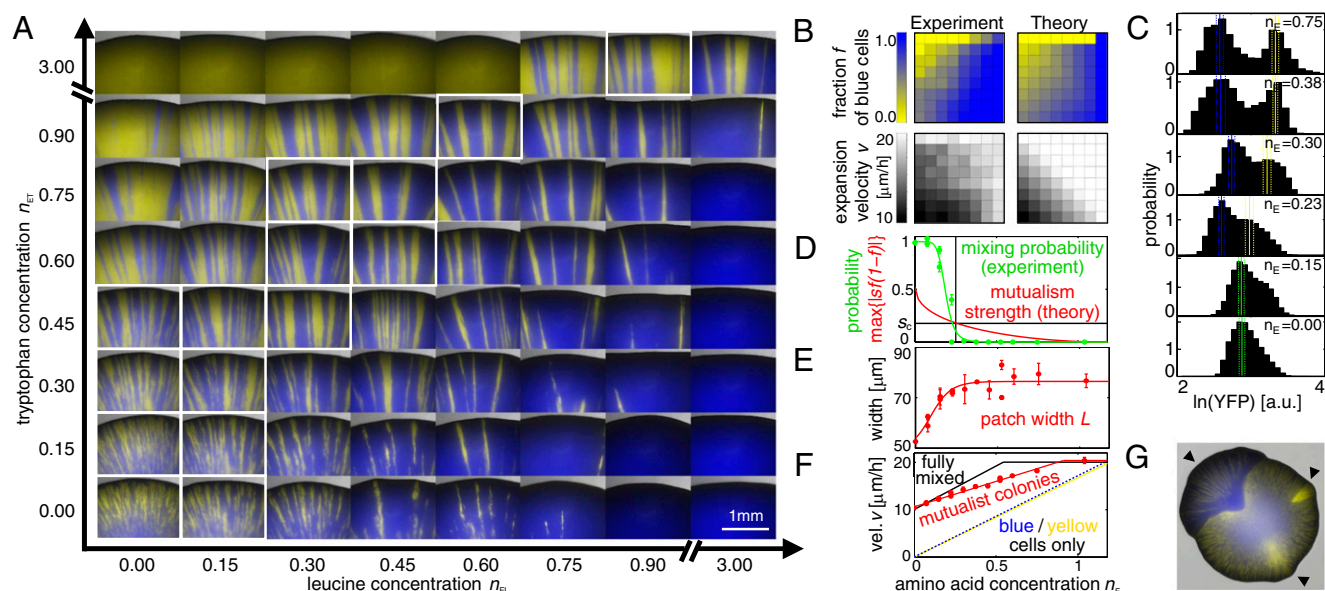 A
tryptophan concentration n_ET
3.00
0.90
0.75
0.60
0.45
0.30
0.15
0.00
1mm
0.00 0.15 0.30 0.45 0.60 0.75 0.90 3.00
leucine concentration
B
Experiment Theory
fraction f
of blue cells
1.0
0.0
expansion
velocity v
[µm/h]
20
10
C
probability
n_E=0.75
1
n_E=0.38
1
n_E=0.30
1
n_E=0.23
1
n_E=0.15
1
n_E=0.00
1
2 4
ln(YFP) [a.u.]
D
probability
max{|sf(1−f)|}
1
0.5
s_c
0
mixing probability
(experiment)
mutualism
strength (theory)
E
width [µm]
90
70
50
patch width L
F
vel. v [µm/h]
20
10
0
fully
mixed
mutualist colonies
blue / yellow
cells only
0 0.5 1
amino acid concentration
G